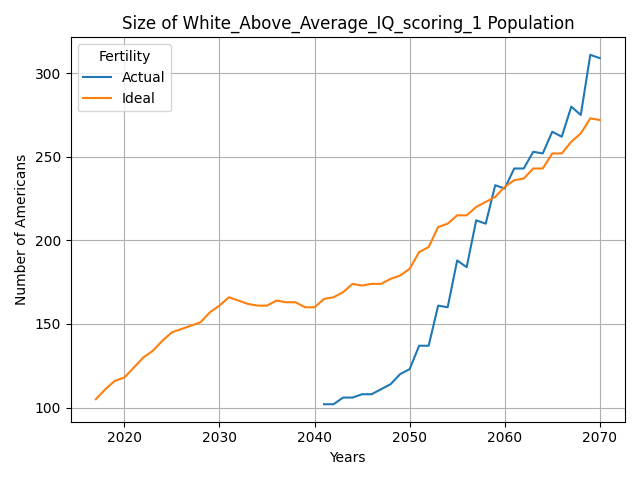 Size of White_Above_Average_IQ_scoring_1 Population
Fertility
Actual
Ideal
Number of Americans
300
250
200
150
100
2020 2030 2040 2050 2060 2070
Years